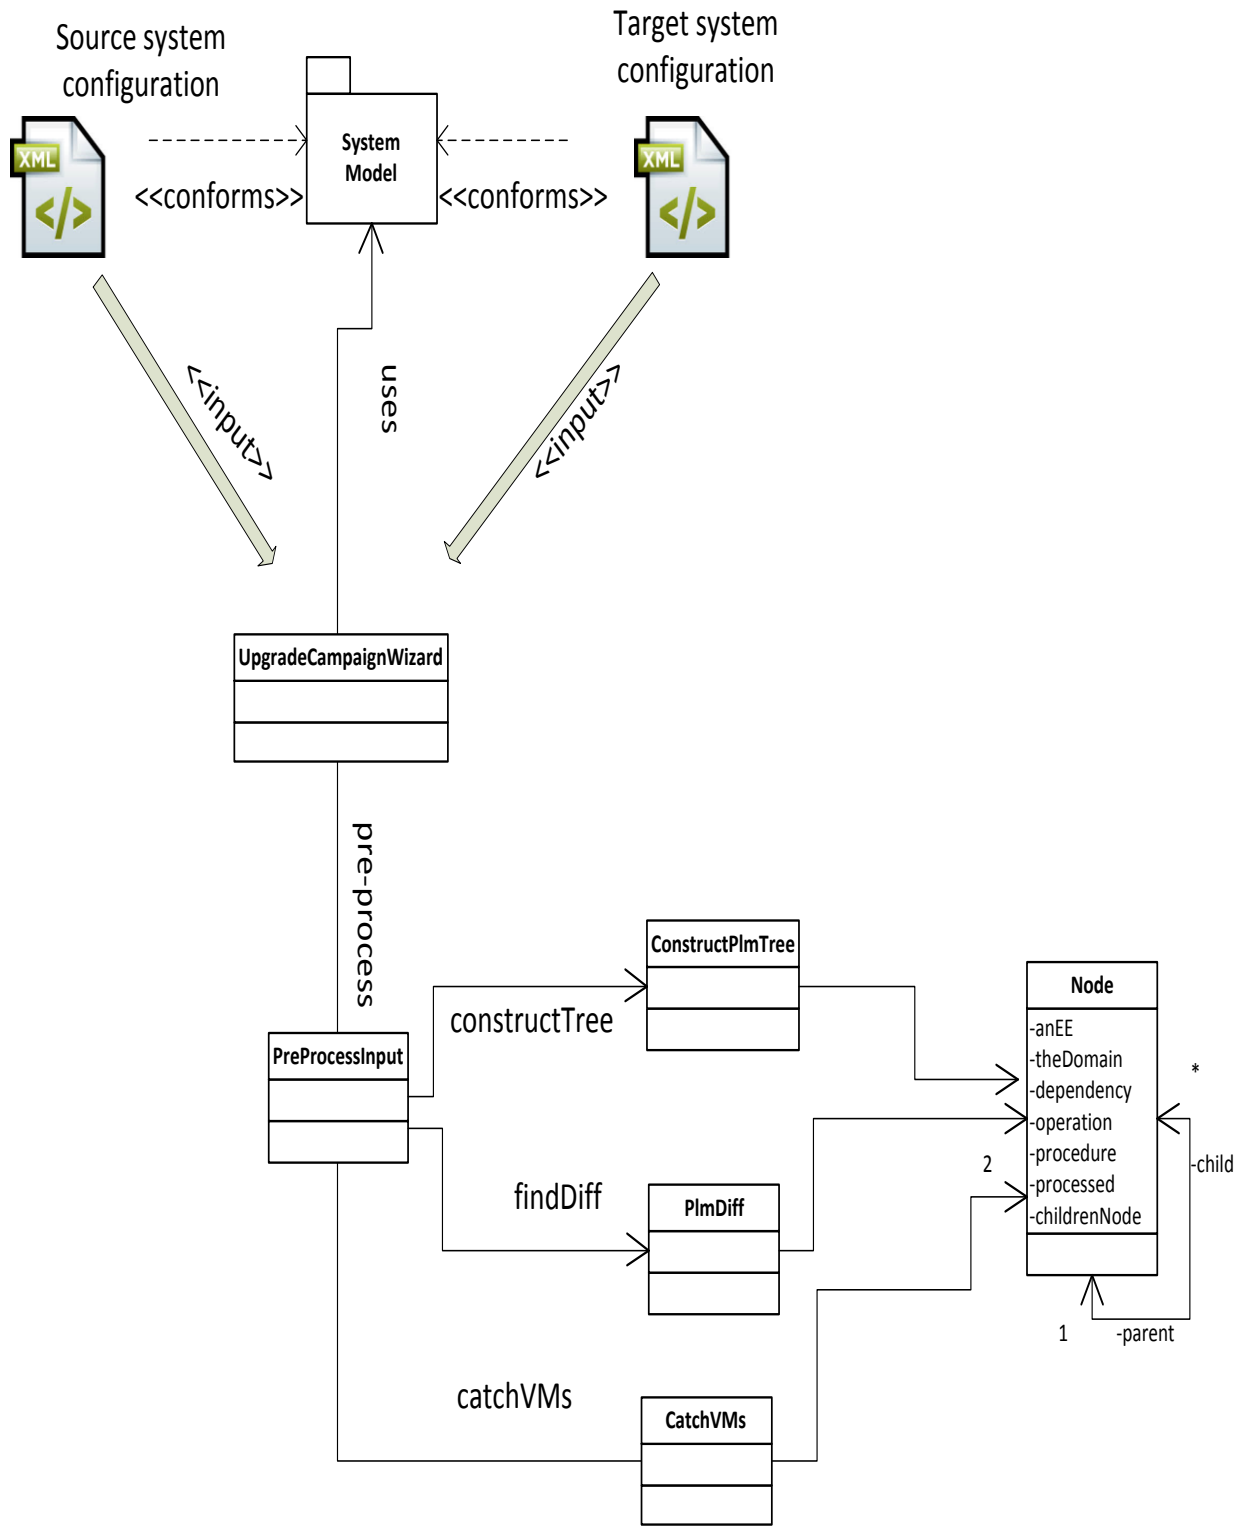 Source system
configuration
Target system
configuration
XML
</>
System
Model
XML
</>
<<conforms>>
<<conforms>>
<<input>>
uses
<<input>>
UpgradeCampaignWizard
pre-process
ConstructPlmTree
constructTree
PreProcessInput
Node
-anEE
-theDomain
-dependency
-operation
-procedure
-processed
-childrenNode
*
-child
2
1
-parent
findDiff
PlmDiff
catchVMs
CatchVMs